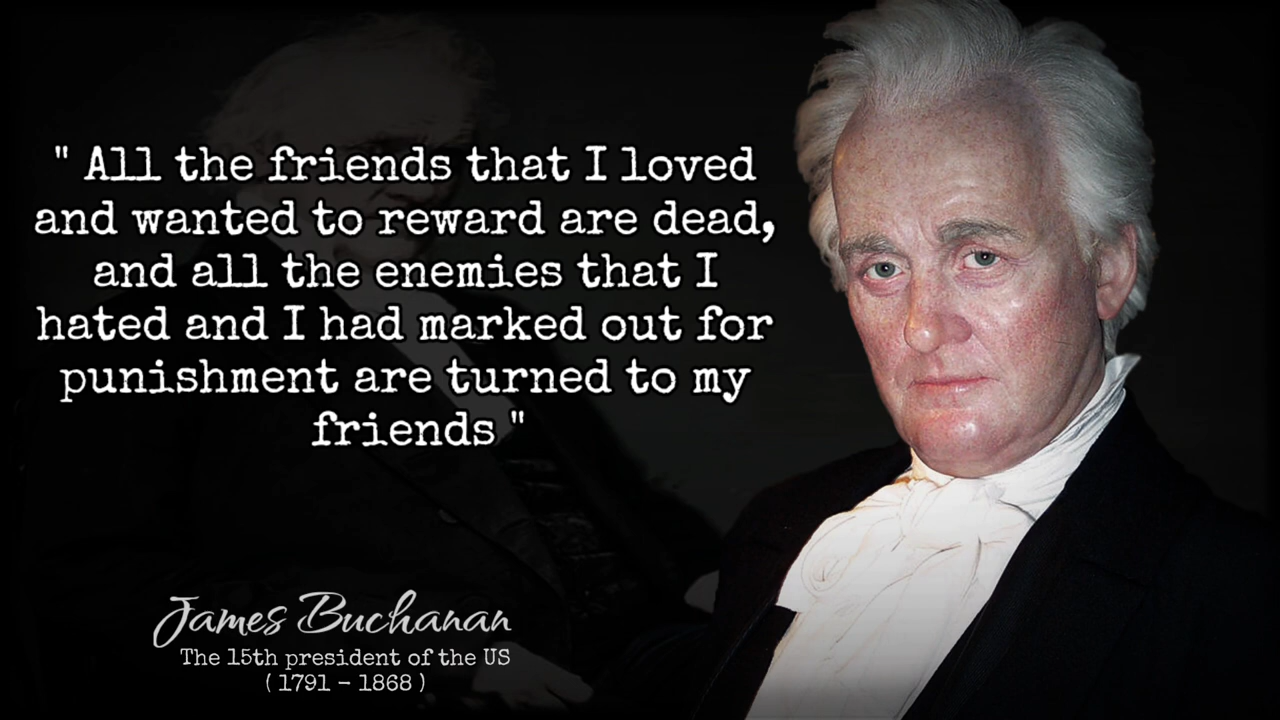 " All the friends that I loved
and wanted to reward are dead,
and all the enemies that I
hated and I had marked out for
punishment are turned to my
friends "
James Buchanan
The 15th president of the US
( 1791 - 1868 )